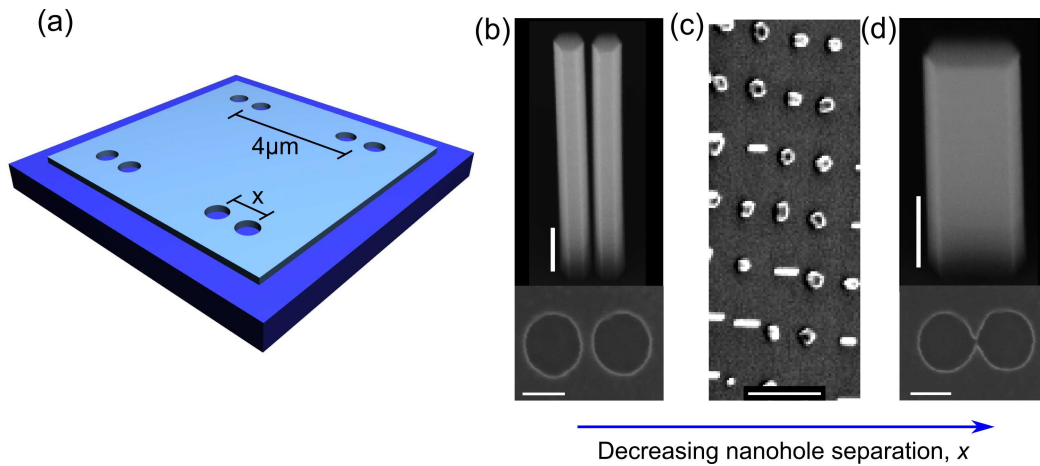 (a)
4μm
x
(b)
(c)
(d)
Decreasing nanohole separation, x